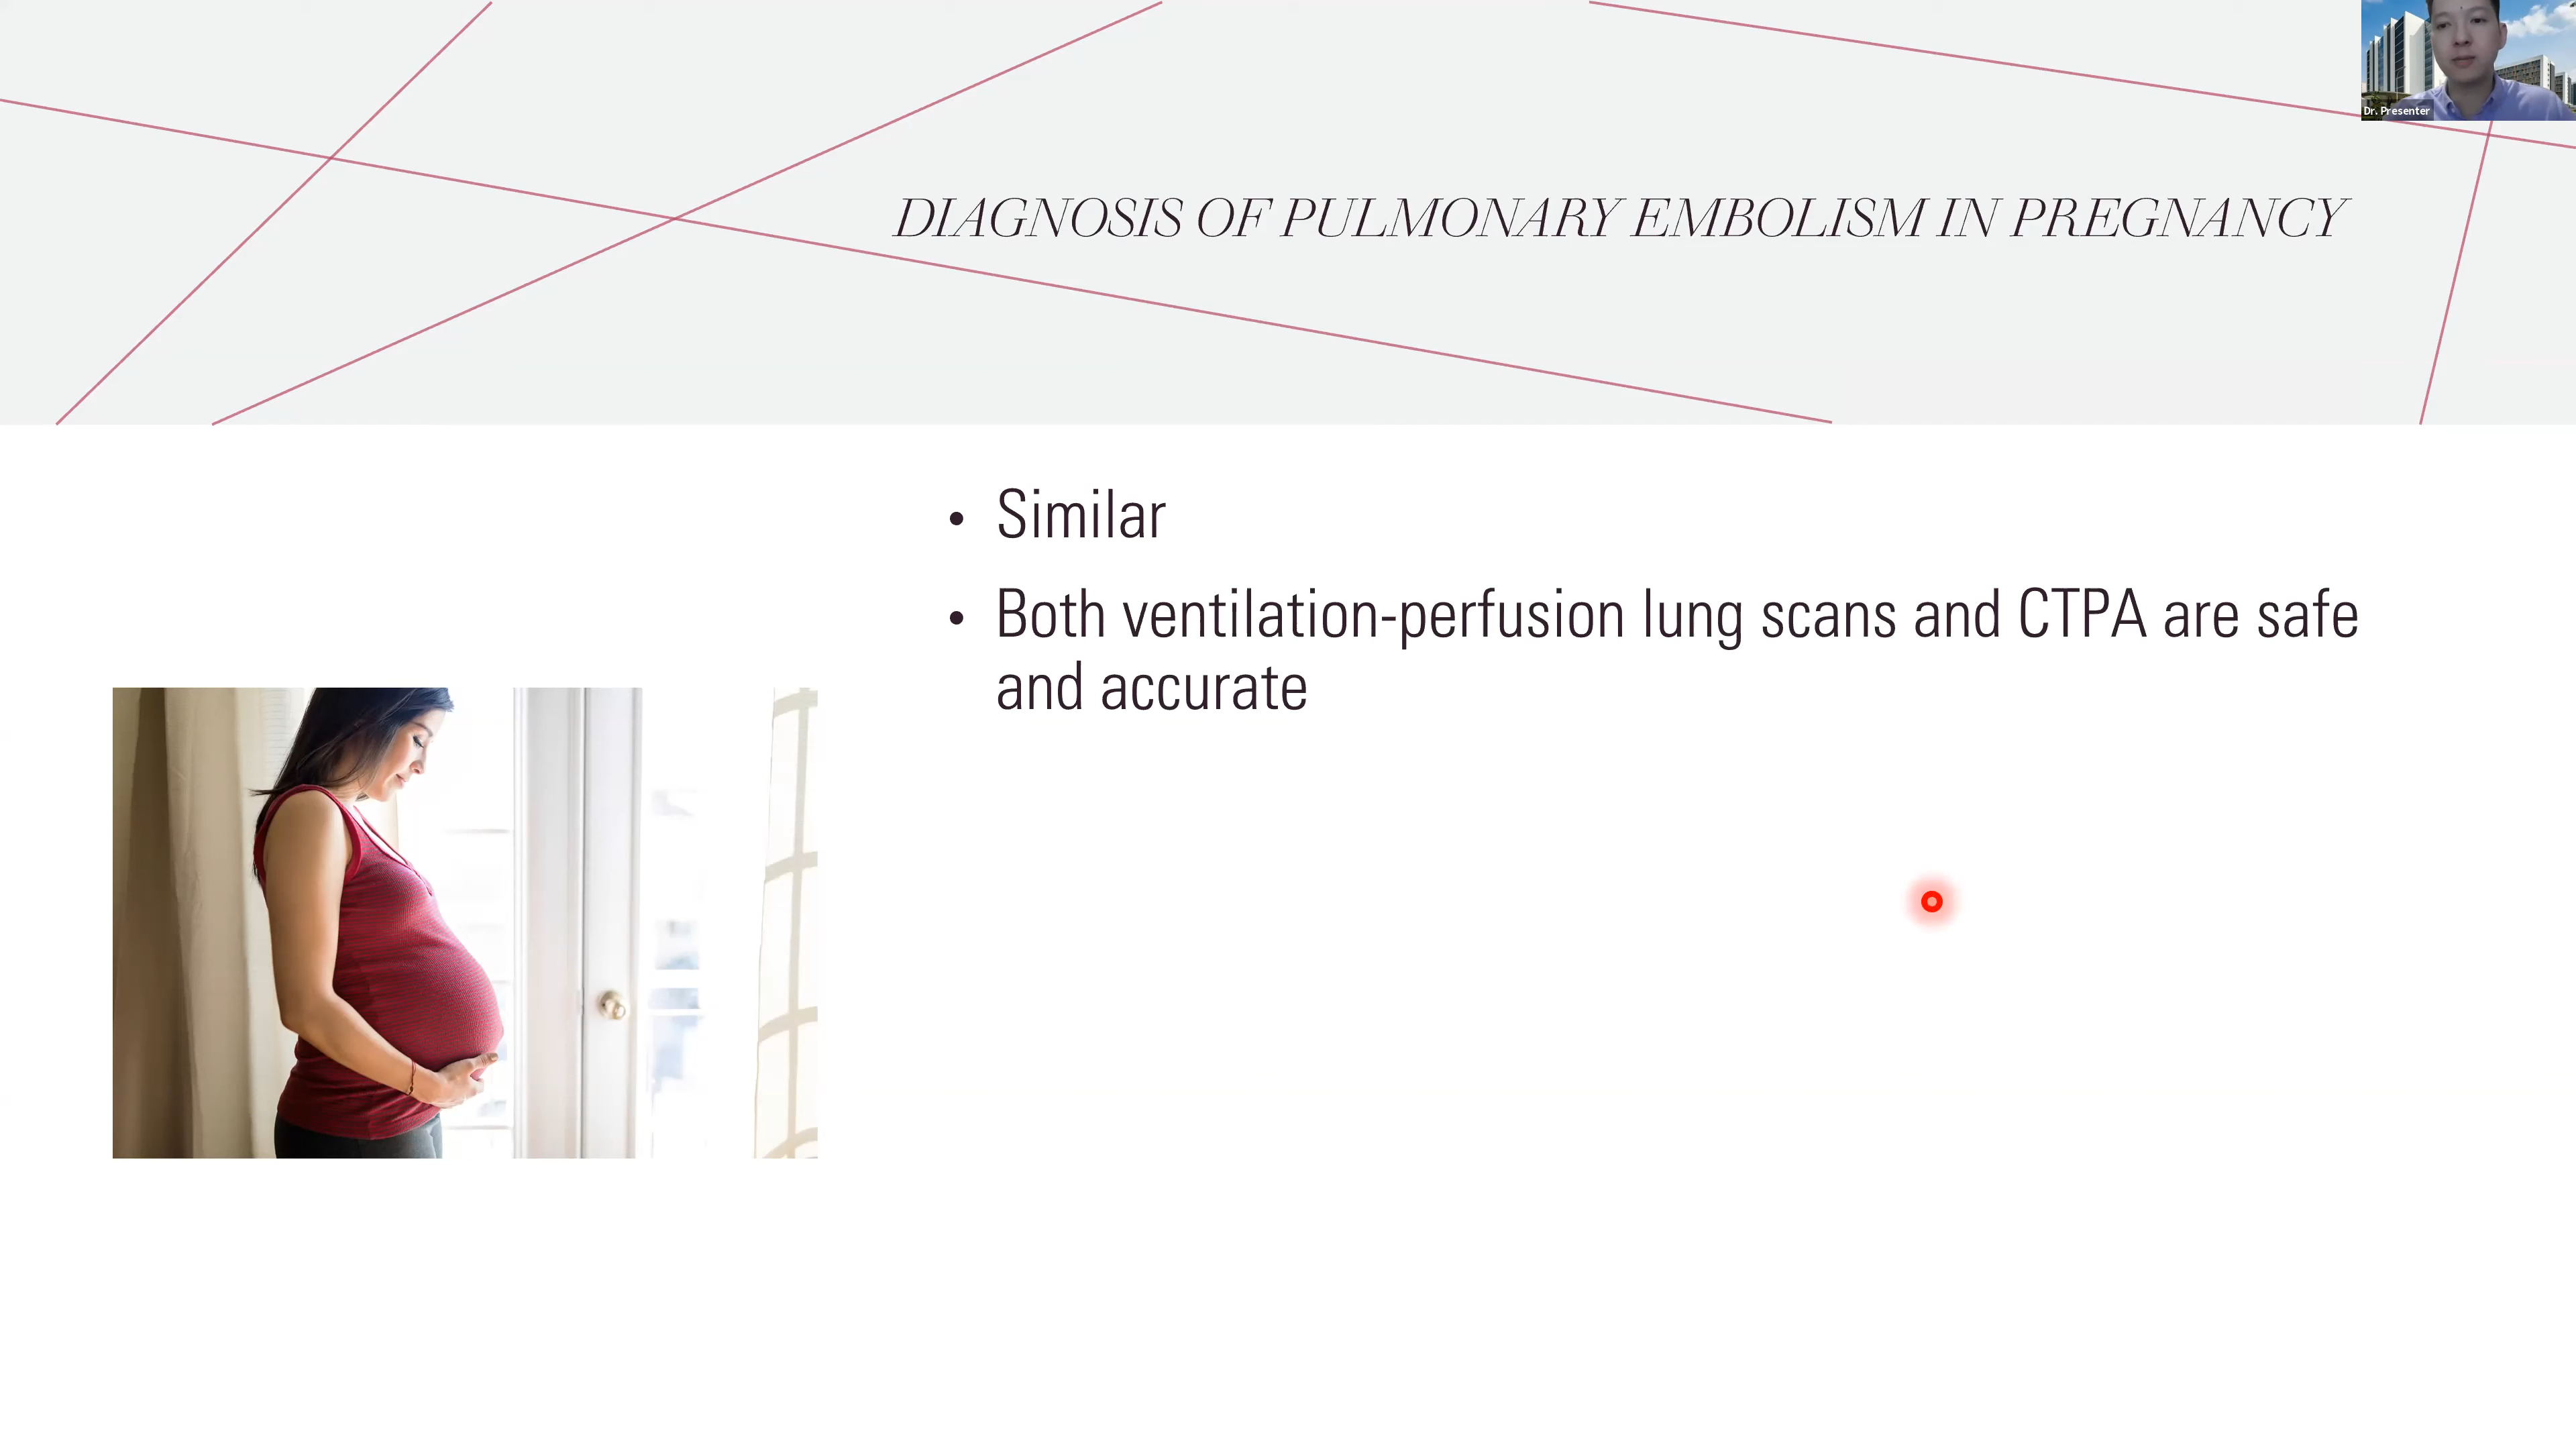 Dr. Presenter
DIAGNOSIS OF PULMONARY EMBOLISM IN PREGNANCY
• Similar
• Both ventilation-perfusion lung scans and CTPA are safe
and accurate